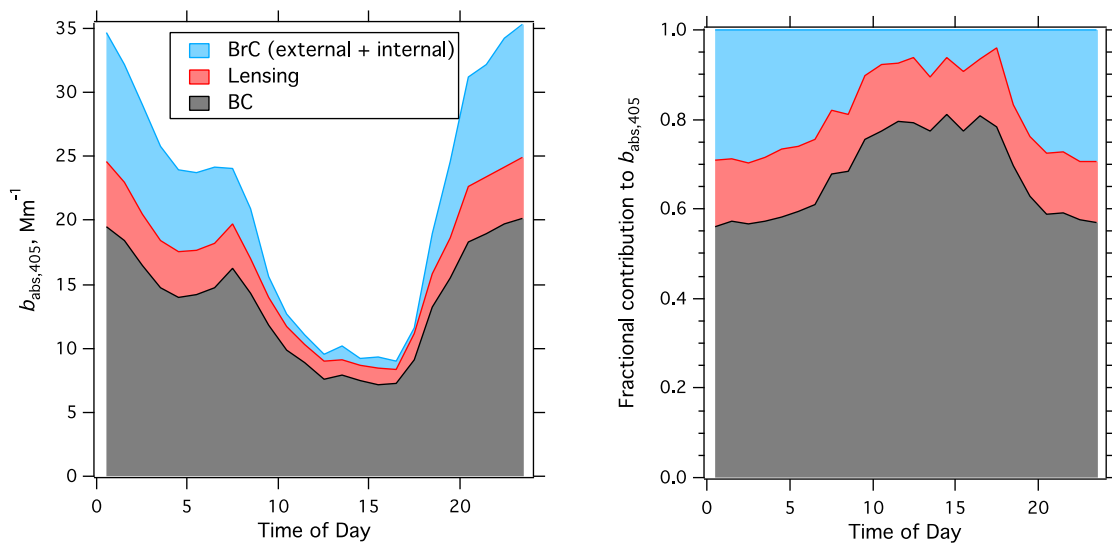 35
30
25
20
15
10
5
0
b_abs,405, Mm⁻¹
BrC (external + internal)
Lensing
BC
0 5 10 15 20
Time of Day
1.0
0.8
0.6
0.4
0.2
0.0
Fractional contribution to b_abs,405
0 5 10 15 20
Time of Day